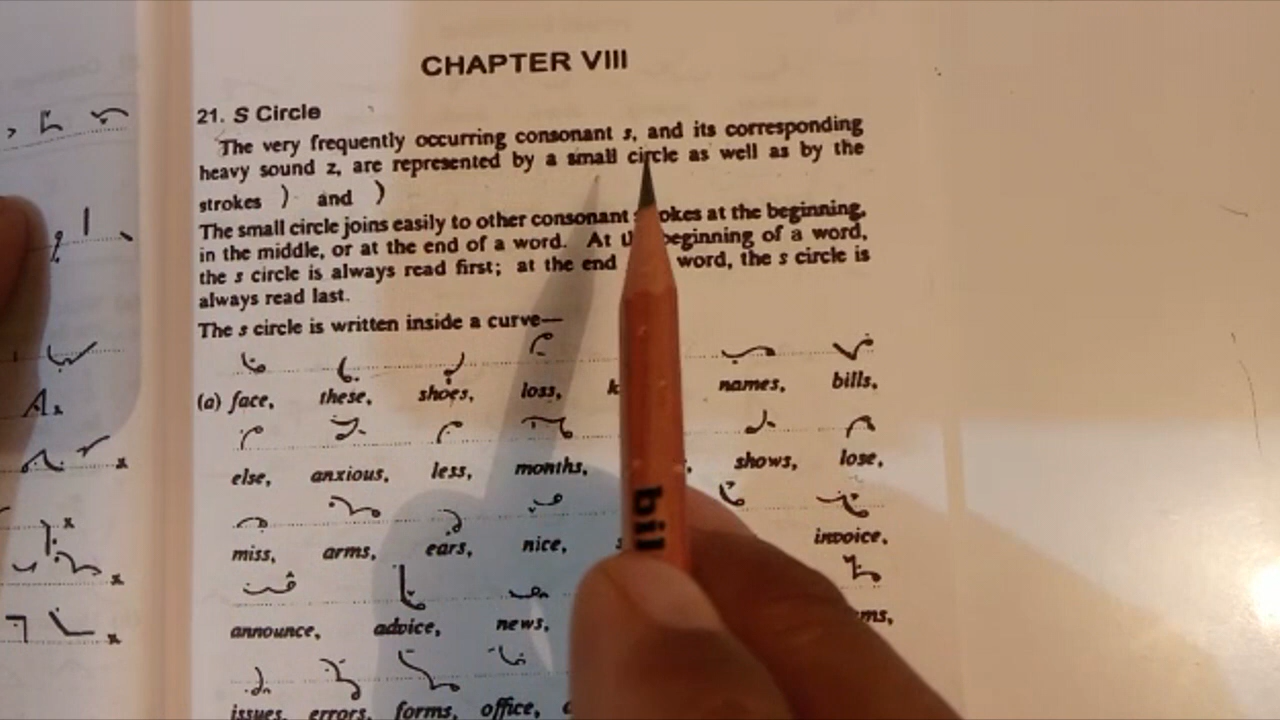 CHAPTER VIII
21. S Circle
The very frequently occurring consonant s, and its corresponding
heavy sound z, are represented by a small circle as well as by the
strokes ) and )
The small circle joins easily to other consonant strokes at the beginning,
in the middle, or at the end of a word. At the beginning of a word,
the s circle is always read first; at the end word, the s circle is
always read last.
The s circle is written inside a curve—
(a) face, these, shoes, loss, names, bills,
else, anxious, less, months, shows, lose,
miss, arms, ears, nice, invoice,
announce, advice, news,
issues, errors, forms, office,
bil